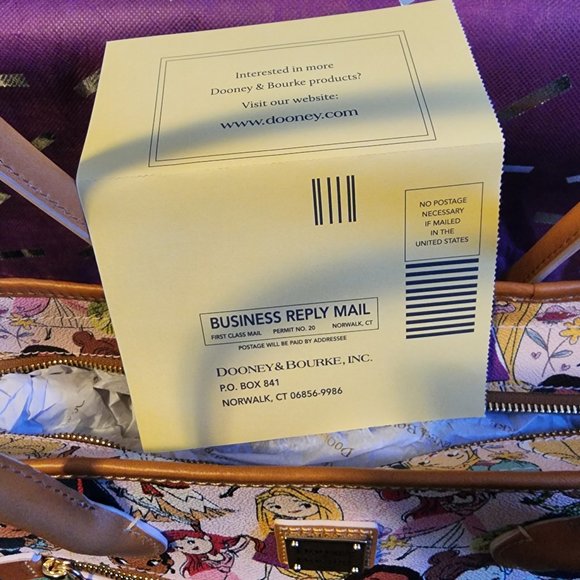 Interested in more
Dooney & Bourke products?
Visit our website:
www.dooney.com
NO POSTAGE
NECESSARY
IF MAILED
IN THE
UNITED STATES
BUSINESS REPLY MAIL
FIRST CLASS MAIL PERMIT NO. 20 NORWALK, CT
POSTAGE WILL BE PAID BY ADDRESSEE
DOONEY & BOURKE, INC.
P.O. BOX 841
NORWALK, CT 06856-9986